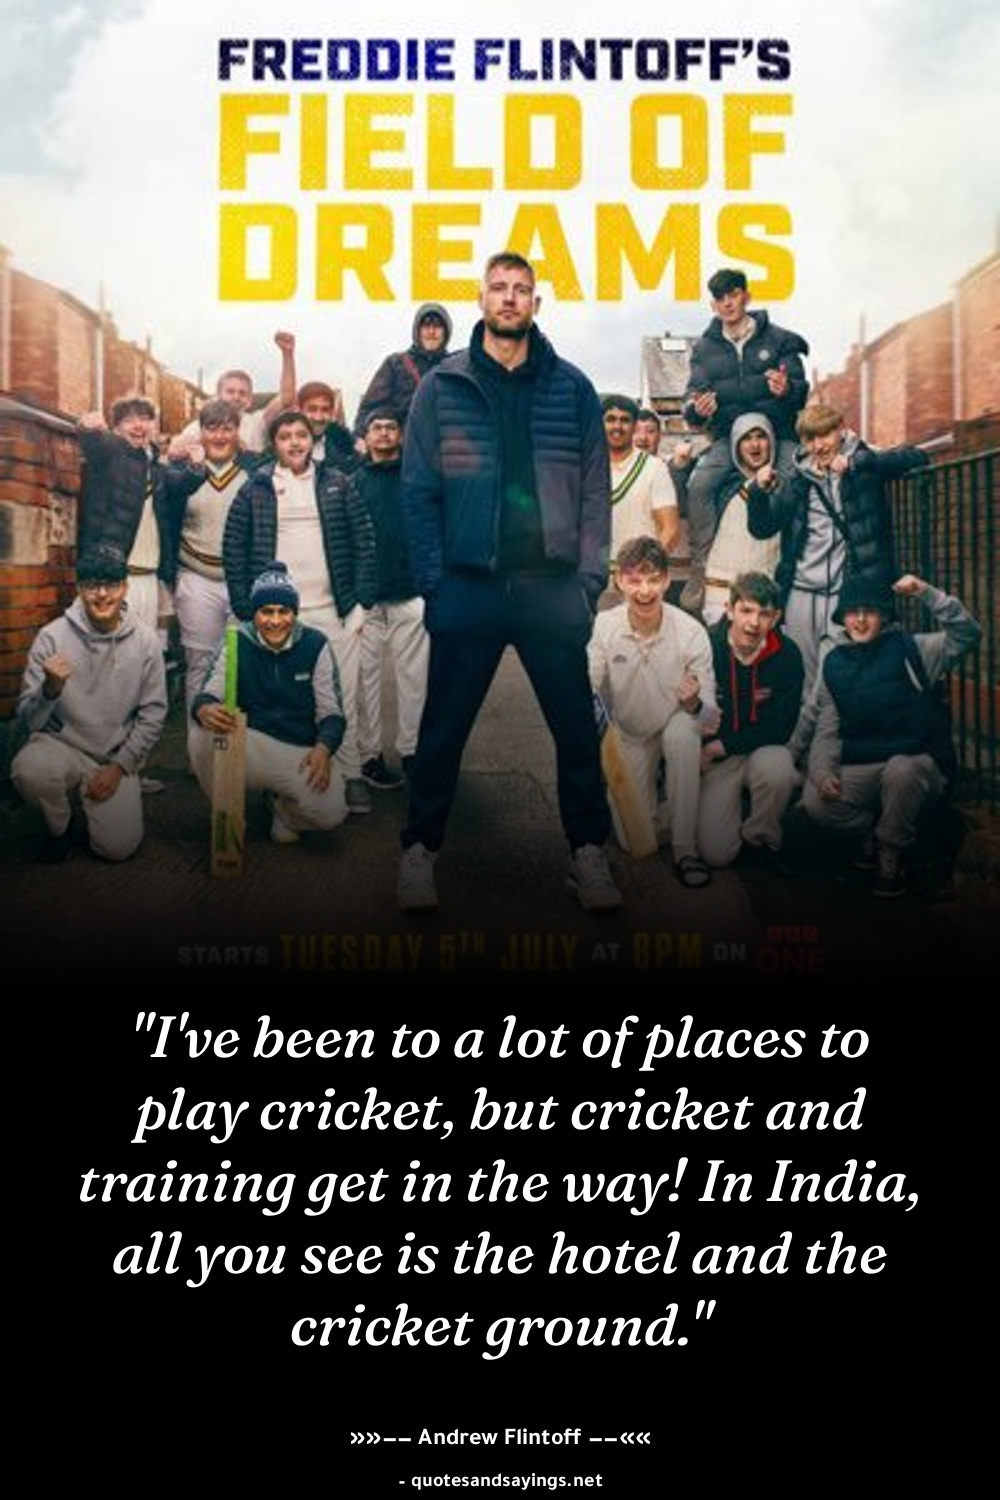 FREDDIE FLINTOFF'S
FIELD OF
DREAMS
STARTS TUESDAY 5TH JULY AT 8PM ON BBC ONE
"I've been to a lot of places to
play cricket, but cricket and
training get in the way! In India,
all you see is the hotel and the
cricket ground."
»»−− Andrew Flintoff −−««
- quotesandsayings.net